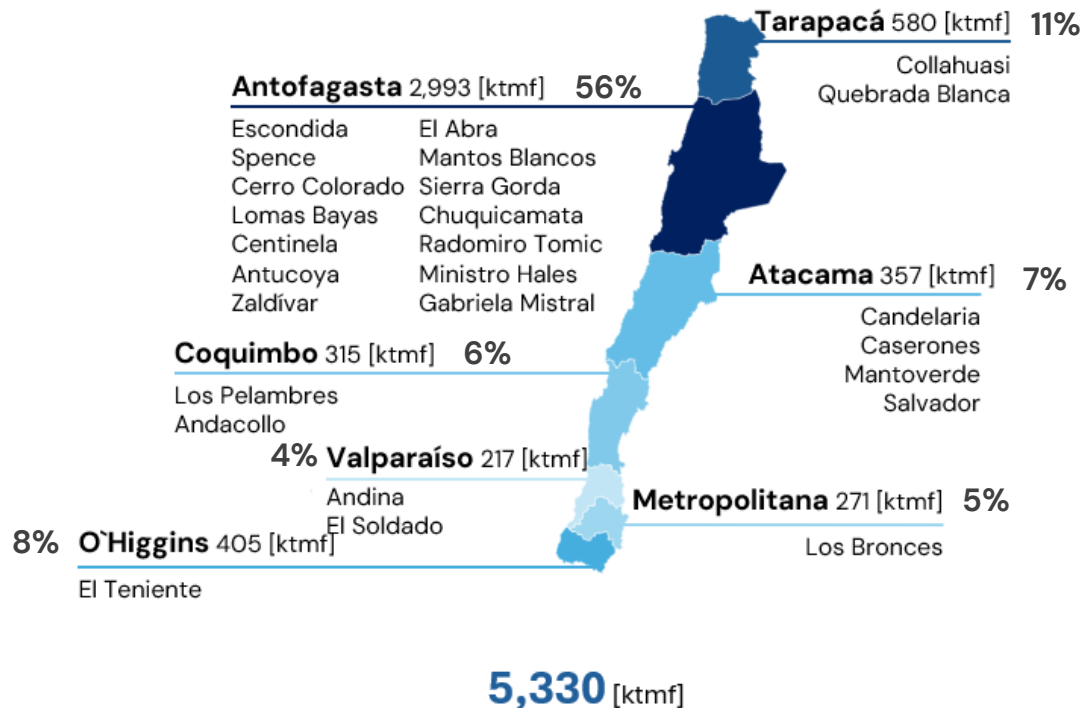 Tarapacá 580 [ktmf] 11%
Collahuasi
Quebrada Blanca
Antofagasta 2,993 [ktmf] 56%
Escondida El Abra
Spence Mantos Blancos
Cerro Colorado Sierra Gorda
Lomas Bayas Chuquicamata
Centinela Radomiro Tomic
Antucoya Ministro Hales
Zaldívar Gabriela Mistral
Atacama 357 [ktmf] 7%
Candelaria
Caserones
Mantoverde
Salvador
Coquimbo 315 [ktmf] 6%
Los Pelambres
Andacollo
4% Valparaíso 217 [ktmf]
Andina
El Soldado
Metropolitana 271 [ktmf] 5%
Los Bronces
8% O`Higgins 405 [ktmf]
El Teniente
5,330 [ktmf]